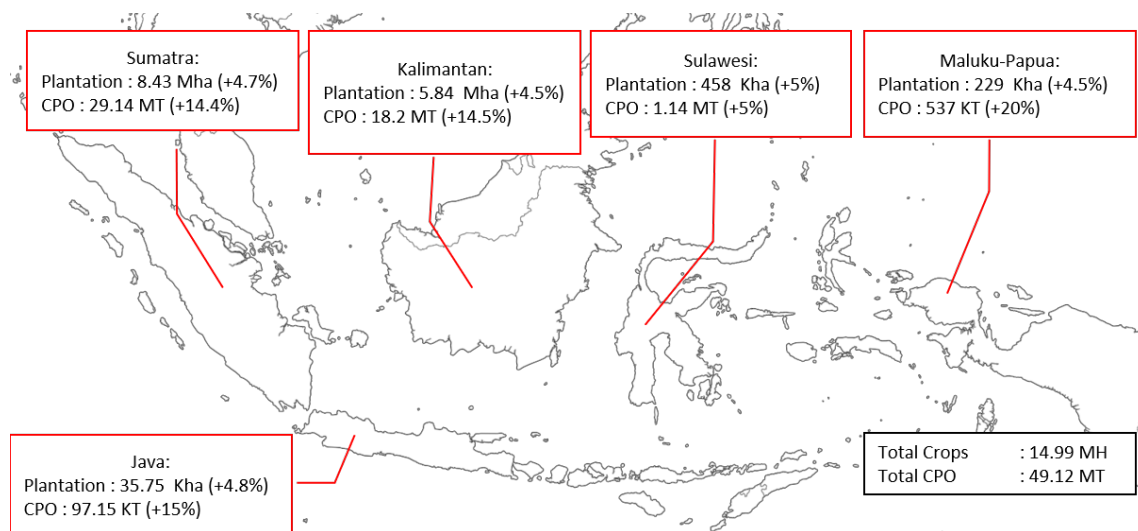 Sumatra:
Plantation : 8.43 Mha (+4.7%)
CPO : 29.14 MT (+14.4%)
Kalimantan:
Plantation : 5.84 Mha (+4.5%)
CPO : 18.2 MT (+14.5%)
Sulawesi:
Plantation : 458 Kha (+5%)
CPO : 1.14 MT (+5%)
Maluku-Papua:
Plantation : 229 Kha (+4.5%)
CPO : 537 KT (+20%)
Java:
Plantation : 35.75 Kha (+4.8%)
CPO : 97.15 KT (+15%)
Total Crops : 14.99 MH
Total CPO : 49.12 MT